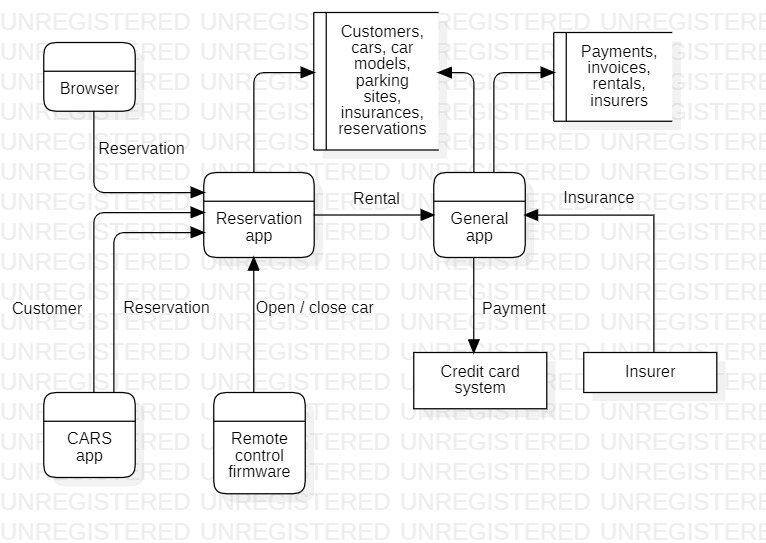 Customers,
cars, car
models,
parking
sites,
insurances,
reservations
Payments,
invoices,
rentals,
insurers
Browser
Reservation
Reservation
app
Rental
General
app
Insurance
Customer
Reservation
Open / close car
Payment
Credit card
system
Insurer
CARS
app
Remote
control
firmware
UNREGISTERED